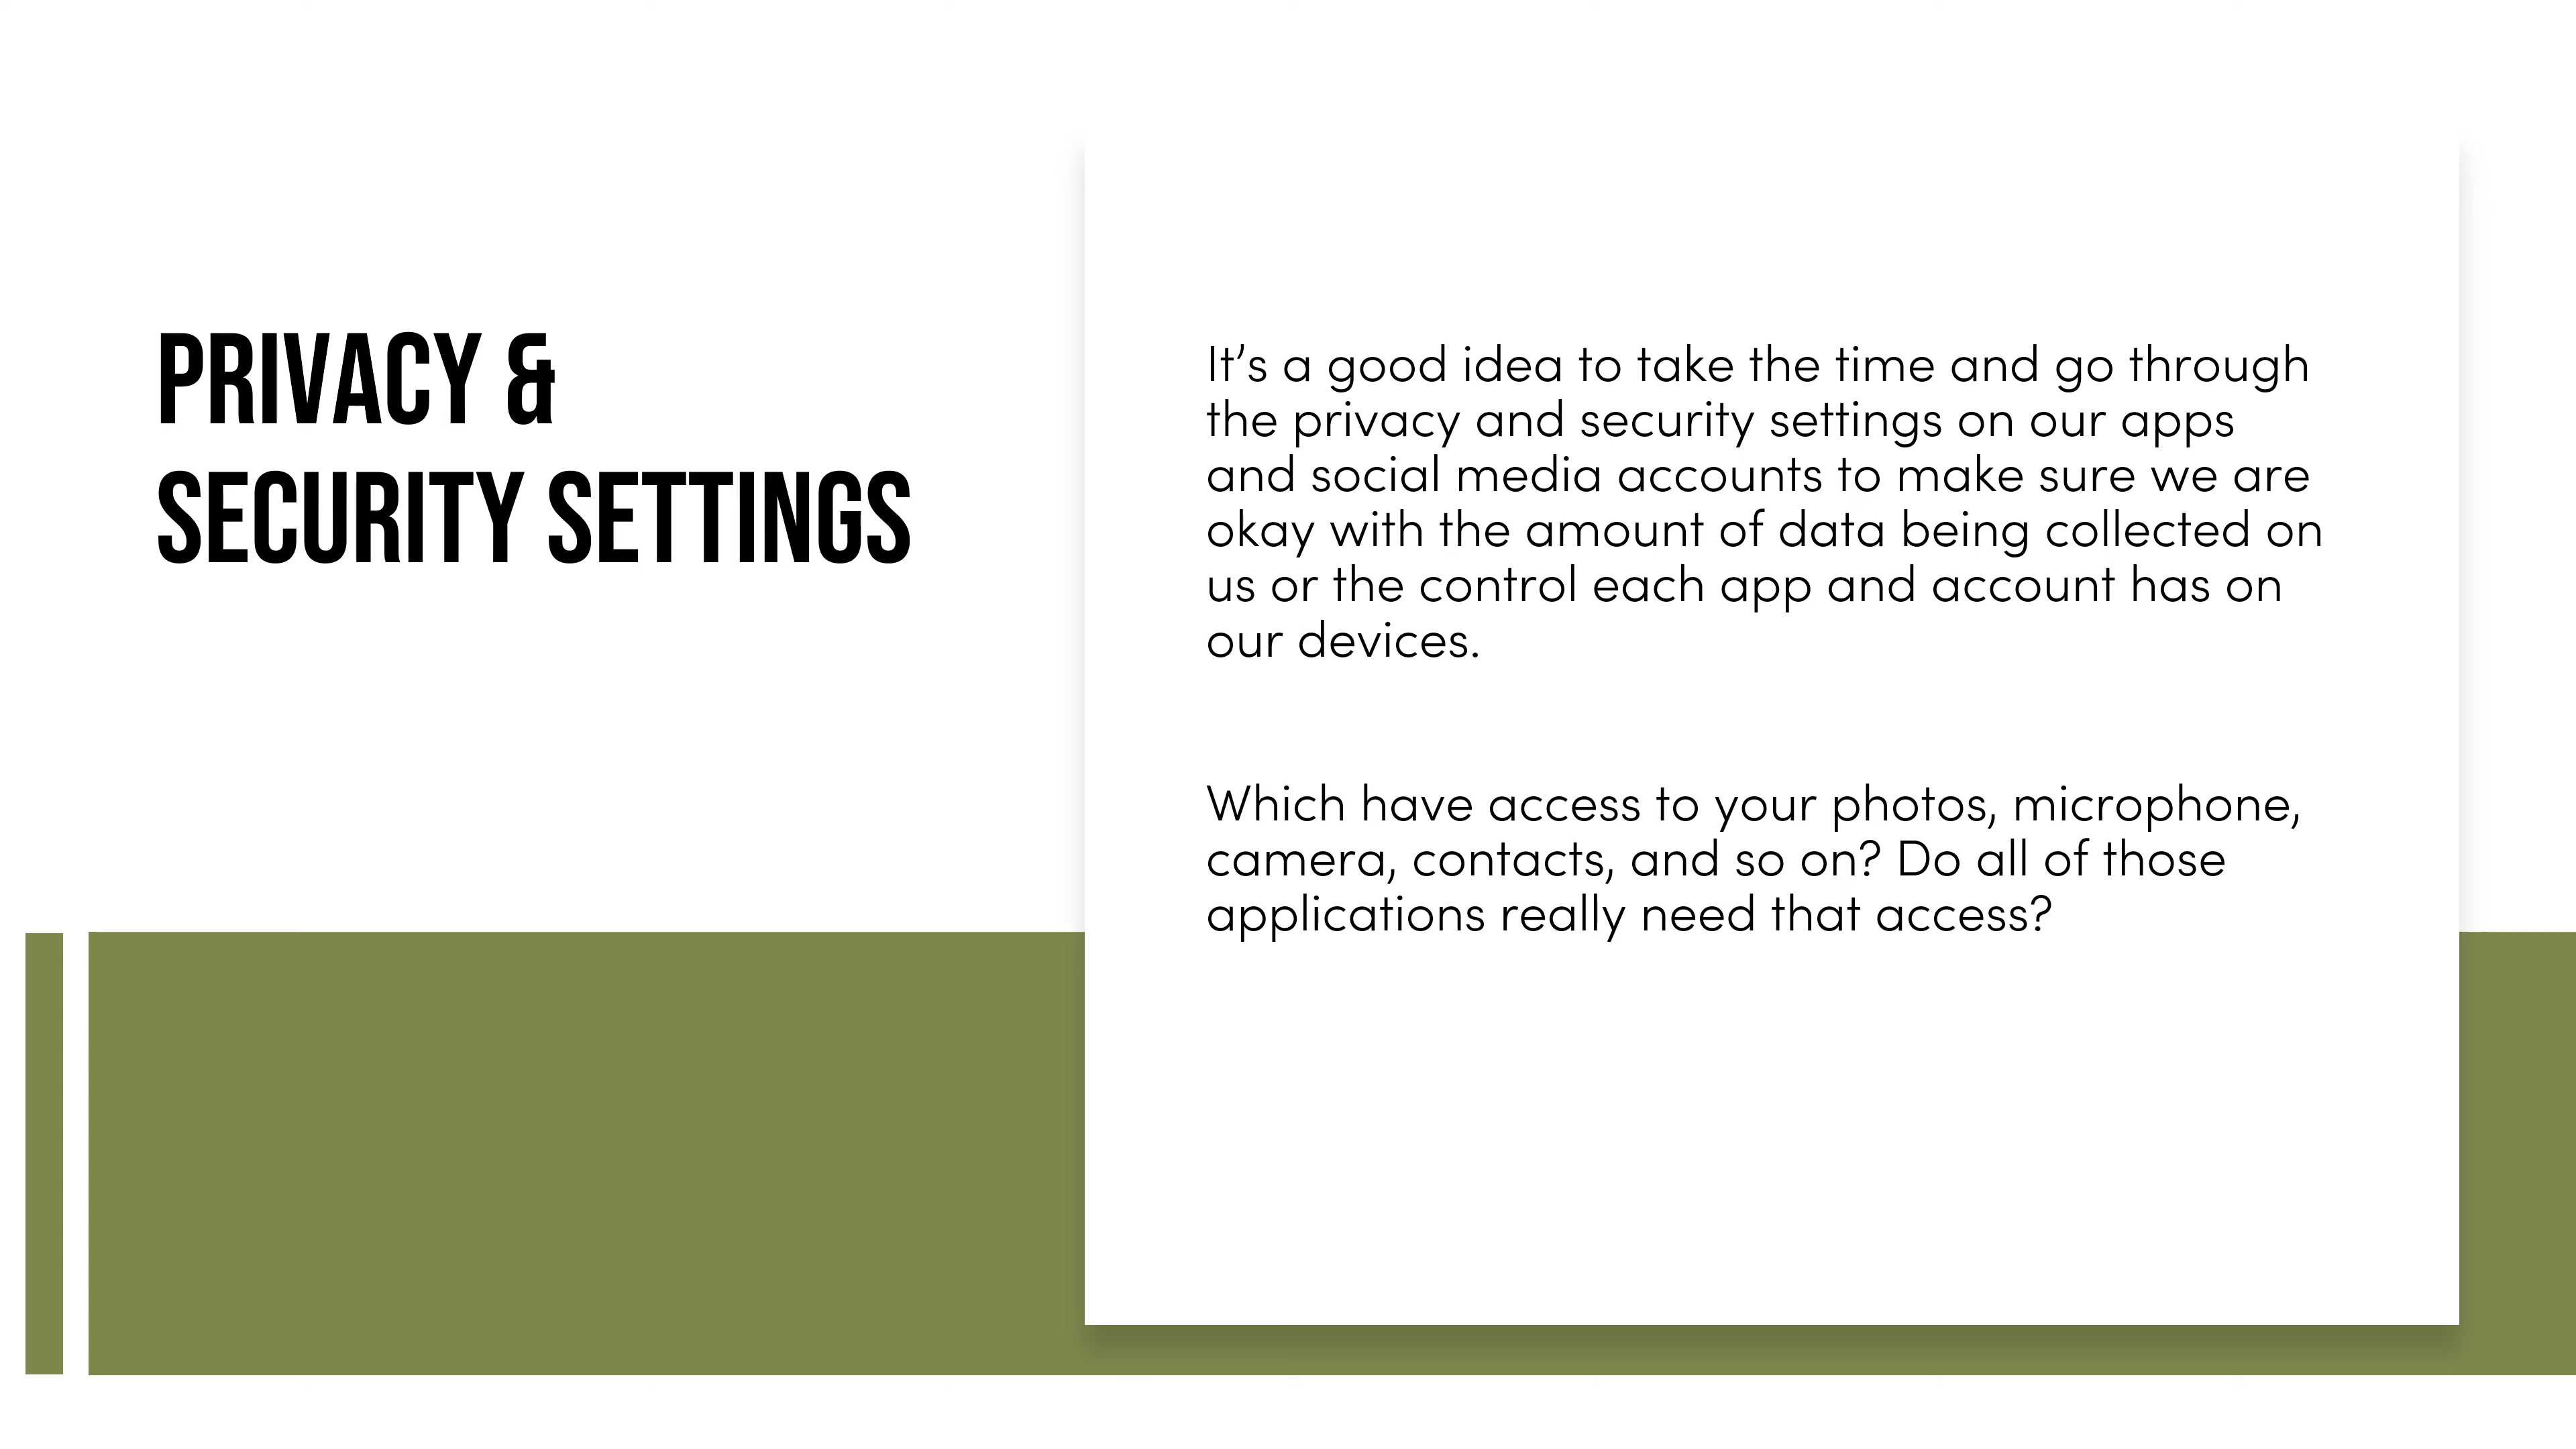 PRIVACY &
SECURITY SETTINGS
It’s a good idea to take the time and go through
the privacy and security settings on our apps
and social media accounts to make sure we are
okay with the amount of data being collected on
us or the control each app and account has on
our devices.
Which have access to your photos, microphone,
camera, contacts, and so on? Do all of those
applications really need that access?